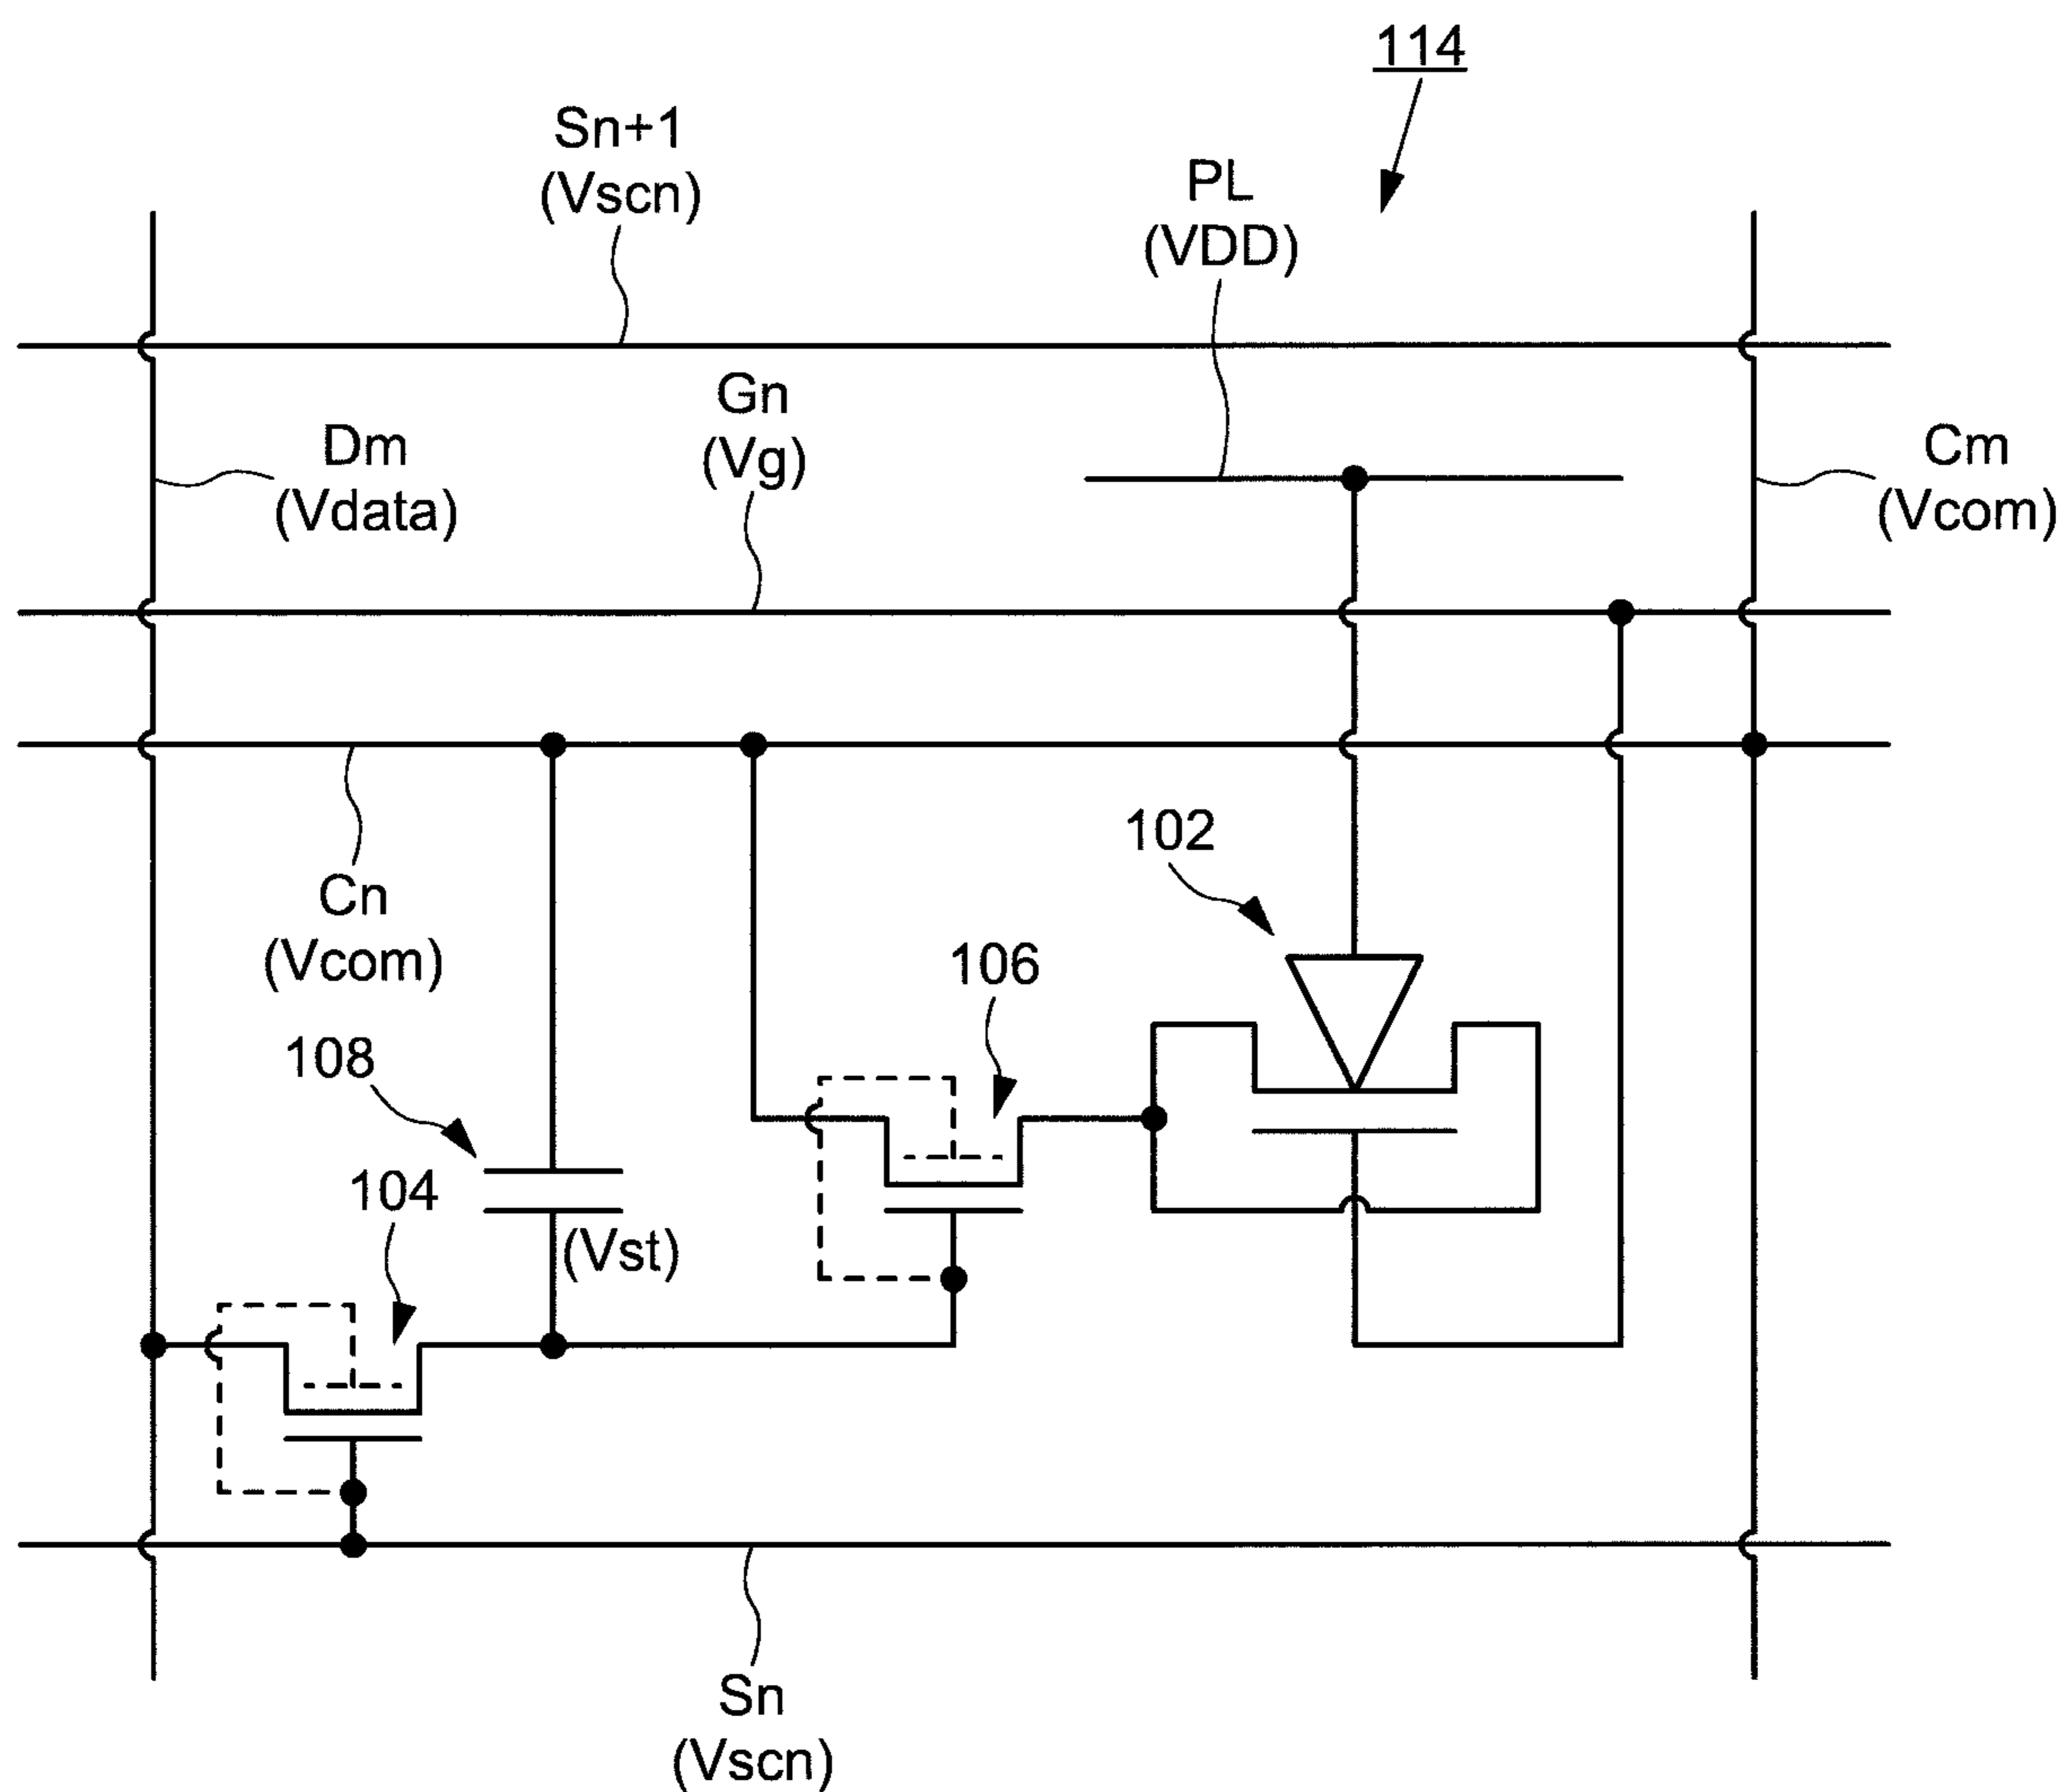 114
Sn+1
(Vscn)
PL
(VDD)
Gn
(Vg)
Dm
(Vdata)
Cm
(Vcom)
102
Cn
(Vcom)
106
108
104
(Vst)
Sn
(Vscn)